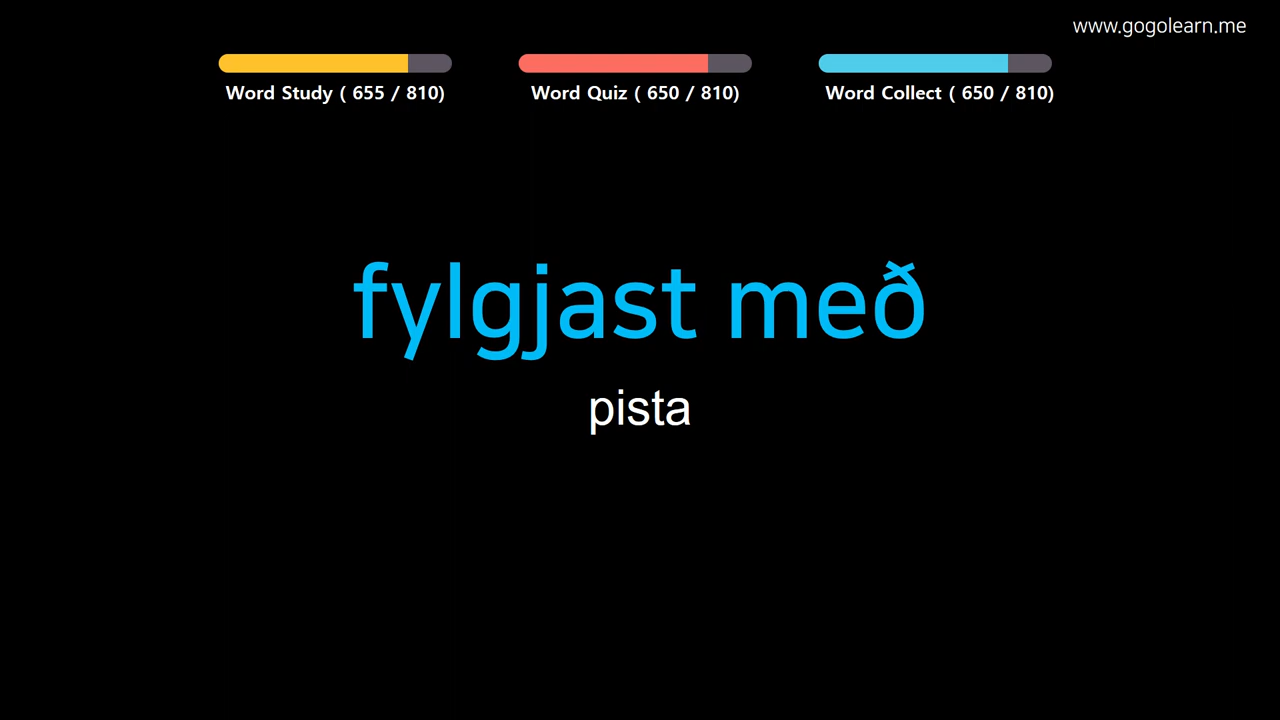 www.gogolearn.me
Word Study ( 655 / 810)
Word Quiz ( 650 / 810)
Word Collect ( 650 / 810)
fylgjast með
pista